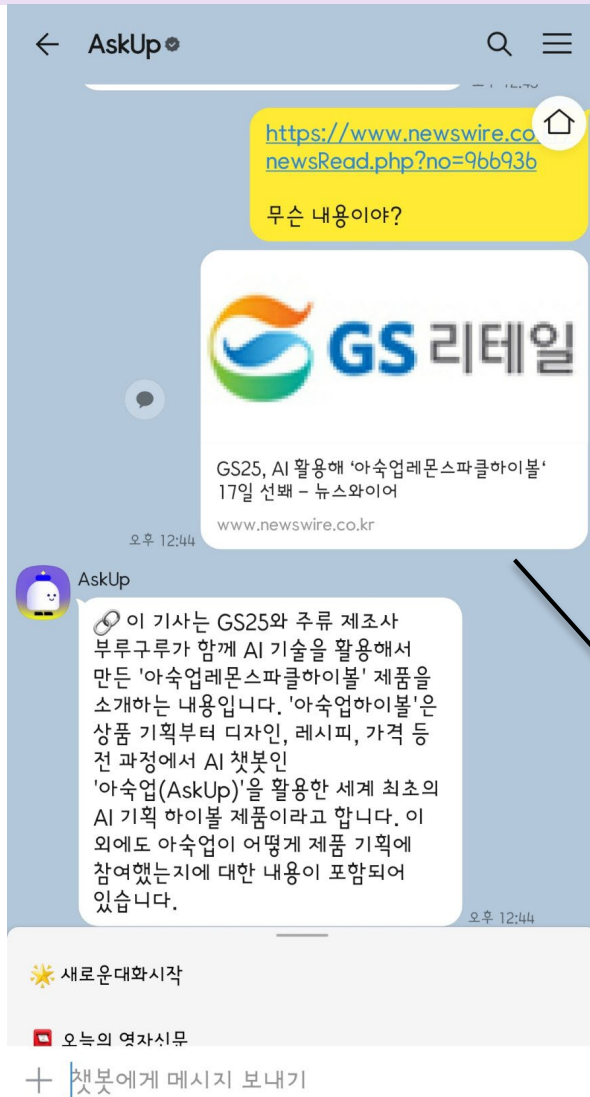 AskUp
https://www.newswire.co
newsRead.php?no=966936
무슨 내용이야?
GS리테일
GS25, AI 활용해 ‘아숙업레몬스파클하이볼‘
17일 선봬 – 뉴스와이어
www.newswire.co.kr
오후 12:44
AskUp
이 기사는 GS25와 주류 제조사
부루구루가 함께 AI 기술을 활용해서
만든 '아숙업레몬스파클하이볼' 제품을
소개하는 내용입니다. '아숙업하이볼'은
상품 기획부터 디자인, 레시피, 가격 등
전 과정에서 AI 챗봇인
'아숙업(AskUp)'을 활용한 세계 최초의
AI 기획 하이볼 제품이라고 합니다. 이
외에도 아숙업이 어떻게 제품 기획에
참여했는지에 대한 내용이 포함되어
있습니다.
오후 12:44
새로운대화시작
오늘의 영자신문
챗봇에게 메시지 보내기